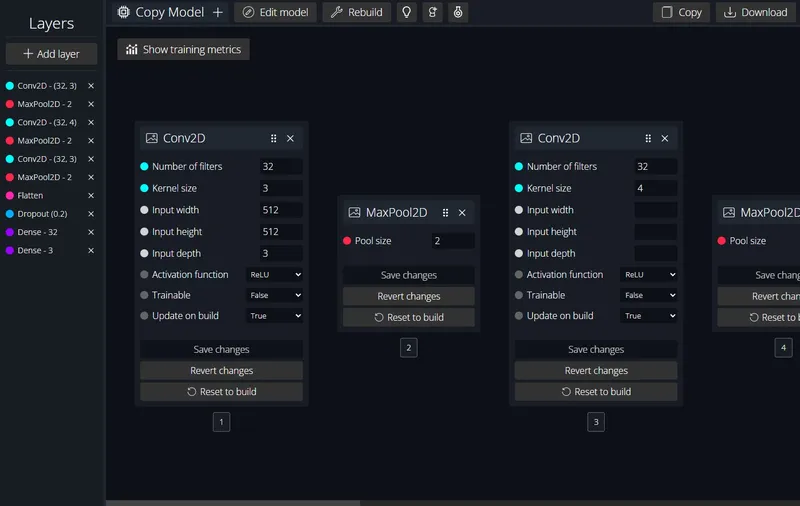 Layers
+ Add layer
Conv2D - (32, 3)
MaxPool2D - 2
Conv2D - (32, 4)
MaxPool2D - 2
Conv2D - (32, 3)
MaxPool2D - 2
Flatten
Dropout (0.2)
Dense - 32
Dense - 3
Copy Model + Edit model Rebuild Copy Download
Show training metrics
Conv2D
Number of filters 32
Kernel size 3
Input width 512
Input height 512
Input depth 3
Activation function ReLU
Trainable False
Update on build True
Save changes
Revert changes
Reset to build
1
MaxPool2D
Pool size 2
Save changes
Revert changes
Reset to build
2
Conv2D
Number of filters 32
Kernel size 4
Input width
Input height
Input depth
Activation function ReLU
Trainable False
Update on build True
Save changes
Revert changes
Reset to build
3
MaxPool2D
Pool size
Save chang
Revert chan
Reset to b
4